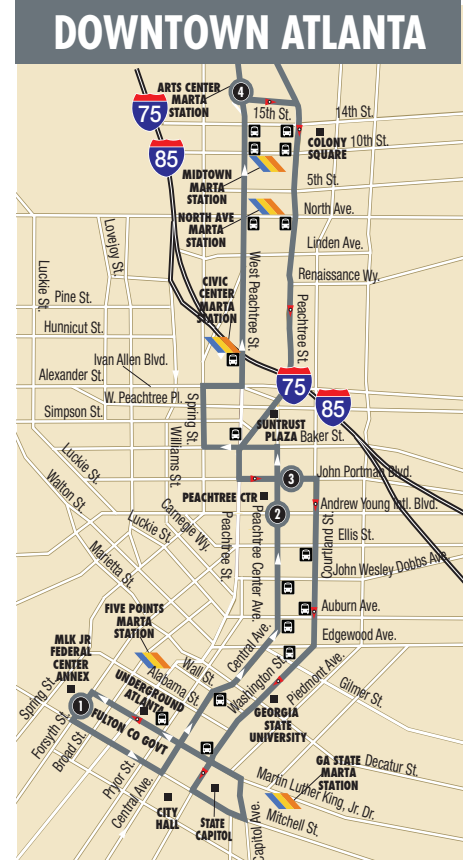 DOWNTOWN ATLANTA
ARTS CENTER
MARTA
STATION
4
75
85
15th St.
14th St.
COLONY
SQUARE
10th St.
MIDTOWN
MARTA
STATION
5th St.
NORTH AVE
MARTA
STATION
North Ave.
Linden Ave.
Lovejoy St.
Luckie St.
West Peachtree St.
Peachtree St.
Renaissance Wy.
CIVIC
CENTER
MARTA
STATION
Pine St.
Hunnicut St.
Ivan Allen Blvd.
Alexander St.
W. Peachtree Pl.
Simpson St.
Spring St.
Williams St.
75
85
SUNTRUST
PLAZA
Baker St.
Luckie St.
Walton St.
3
John Portman Blvd.
PEACHTREE CTR
Andrew Young Intl. Blvd.
2
Luckie St.
Carnegie Wy.
Marietta St.
Peachtree St.
Peachtree Center Ave.
Courtland St.
Ellis St.
John Wesley Dobbs Ave.
Auburn Ave.
Edgewood Ave.
FIVE POINTS
MARTA
STATION
MLK JR
FEDERAL
CENTER
ANNEX
Wall St.
Alabama St.
Central Ave.
Washington St.
Piedmont Ave.
Gilmer St.
UNDERGROUND
ATLANTA
Spring St.
1
FULTON CO GOVT
Forsyth St.
Broad St.
Pryor St.
Central Ave.
GEORGIA
STATE
UNIVERSITY
GA STATE
MARTA
STATION
Decatur St.
Martin Luther King, Jr. Dr.
Mitchell St.
CITY
HALL
STATE
CAPITOL
Capitol Ave.